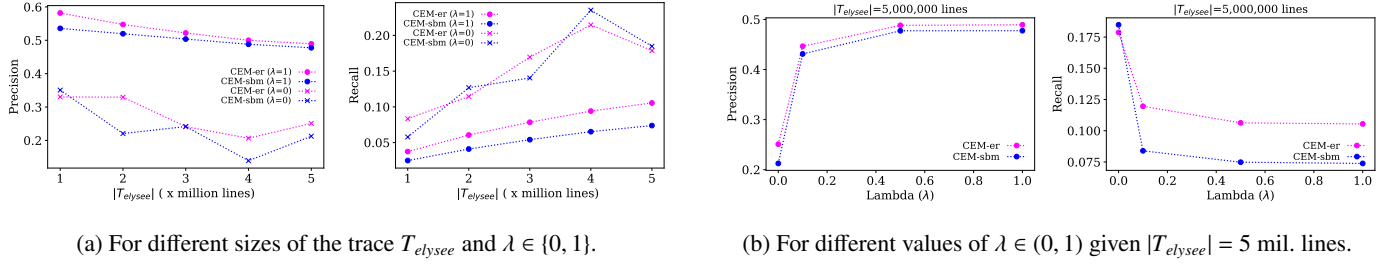 0.6
0.5
0.4
0.3
0.2
Precision
CEM-er (λ=1)
CEM-sbm (λ=1)
CEM-er (λ=0)
CEM-sbm (λ=0)
1 2 3 4 5
|T_elysee| ( x million lines)
0.20
0.15
0.10
0.05
Recall
CEM-er (λ=1)
CEM-sbm (λ=1)
CEM-er (λ=0)
CEM-sbm (λ=0)
1 2 3 4 5
|T_elysee| ( x million lines)
(a) For different sizes of the trace T_elysee and λ ∈ {0, 1}.
|T_elysee|=5,000,000 lines
0.5
0.4
0.3
0.2
Precision
CEM-er
CEM-sbm
0.0 0.2 0.4 0.6 0.8 1.0
Lambda (λ)
|T_elysee|=5,000,000 lines
0.175
0.150
0.125
0.100
0.075
Recall
CEM-er
CEM-sbm
0.0 0.2 0.4 0.6 0.8 1.0
Lambda (λ)
(b) For different values of λ ∈ (0, 1) given |T_elysee| = 5 mil. lines.